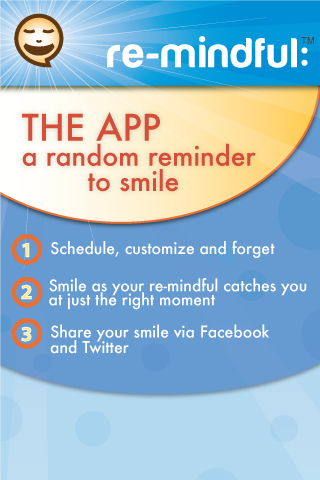 re-mindful:™
THE APP
a random reminder
to smile
1 Schedule, customize and forget
2 Smile as your re-mindful catches you
at just the right moment
3 Share your smile via Facebook
and Twitter